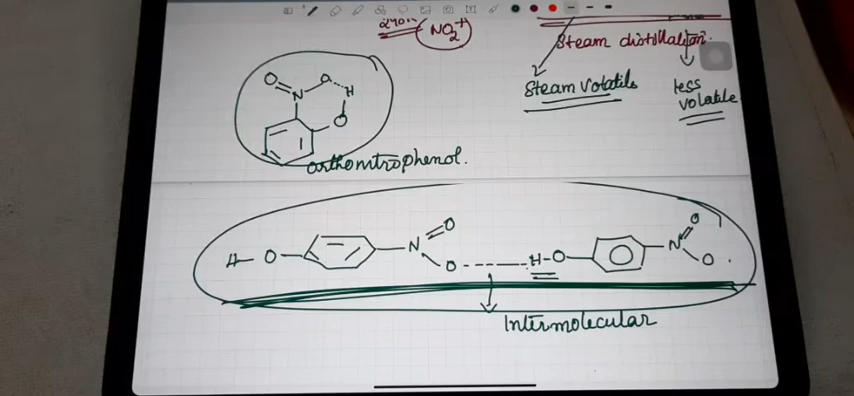 NO2+
Steam distillation.
Steam volatile
less
volatile
O
N
O
H
O
orthonitrophenol.
H-O
N
O
O
H-O
N
O
O
Intermolecular